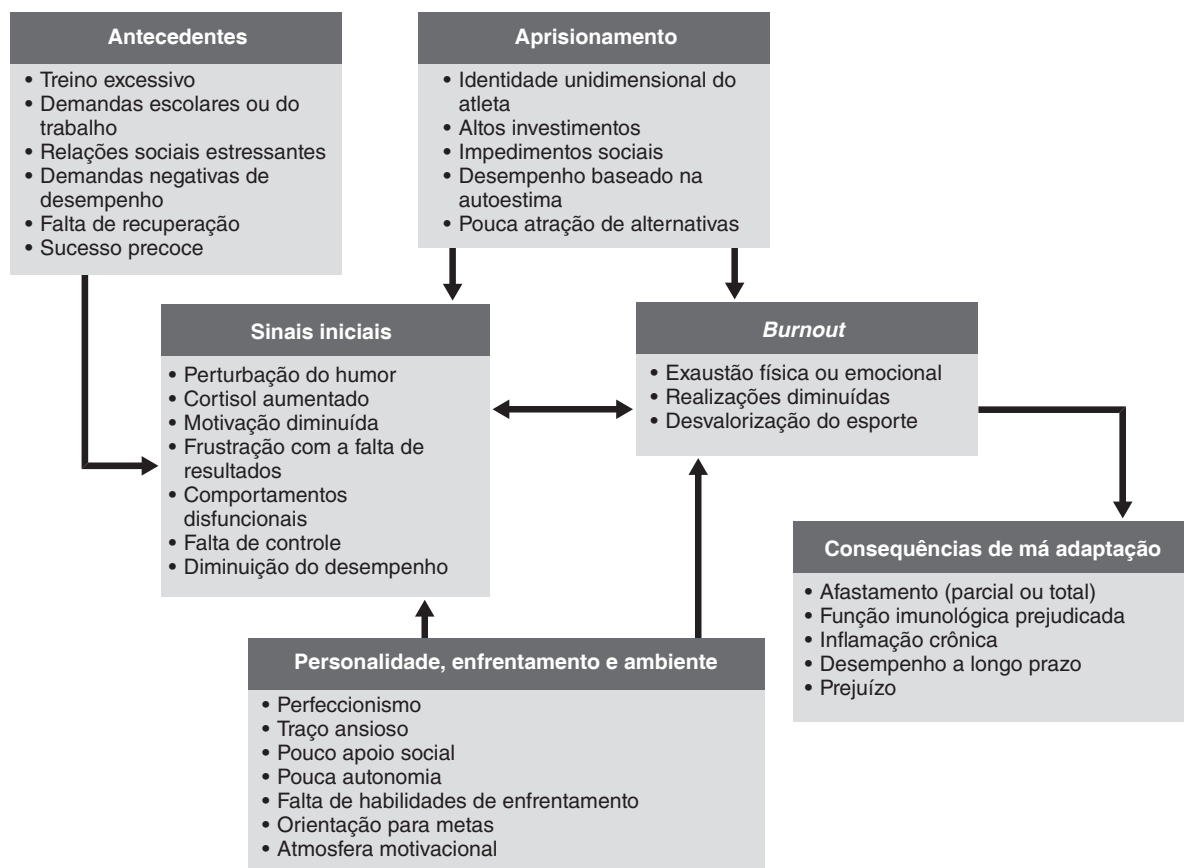 Antecedentes
• Treino excessivo
• Demandas escolares ou do
trabalho
• Relações sociais estressantes
• Demandas negativas de
desempenho
• Falta de recuperação
• Sucesso precoce
Aprisionamento
• Identidade unidimensional do
atleta
• Altos investimentos
• Impedimentos sociais
• Desempenho baseado na
autoestima
• Pouca atração de alternativas
Sinais iniciais
• Perturbação do humor
• Cortisol aumentado
• Motivação diminuída
• Frustração com a falta de
resultados
• Comportamentos
disfuncionais
• Falta de controle
• Diminuição do desempenho
Burnout
• Exaustão física ou emocional
• Realizações diminuídas
• Desvalorização do esporte
Consequências de má adaptação
• Afastamento (parcial ou total)
• Função imunológica prejudicada
• Inflamação crônica
• Desempenho a longo prazo
• Prejuízo
Personalidade, enfrentamento e ambiente
• Perfeccionismo
• Traço ansioso
• Pouco apoio social
• Pouca autonomia
• Falta de habilidades de enfrentamento
• Orientação para metas
• Atmosfera motivacional